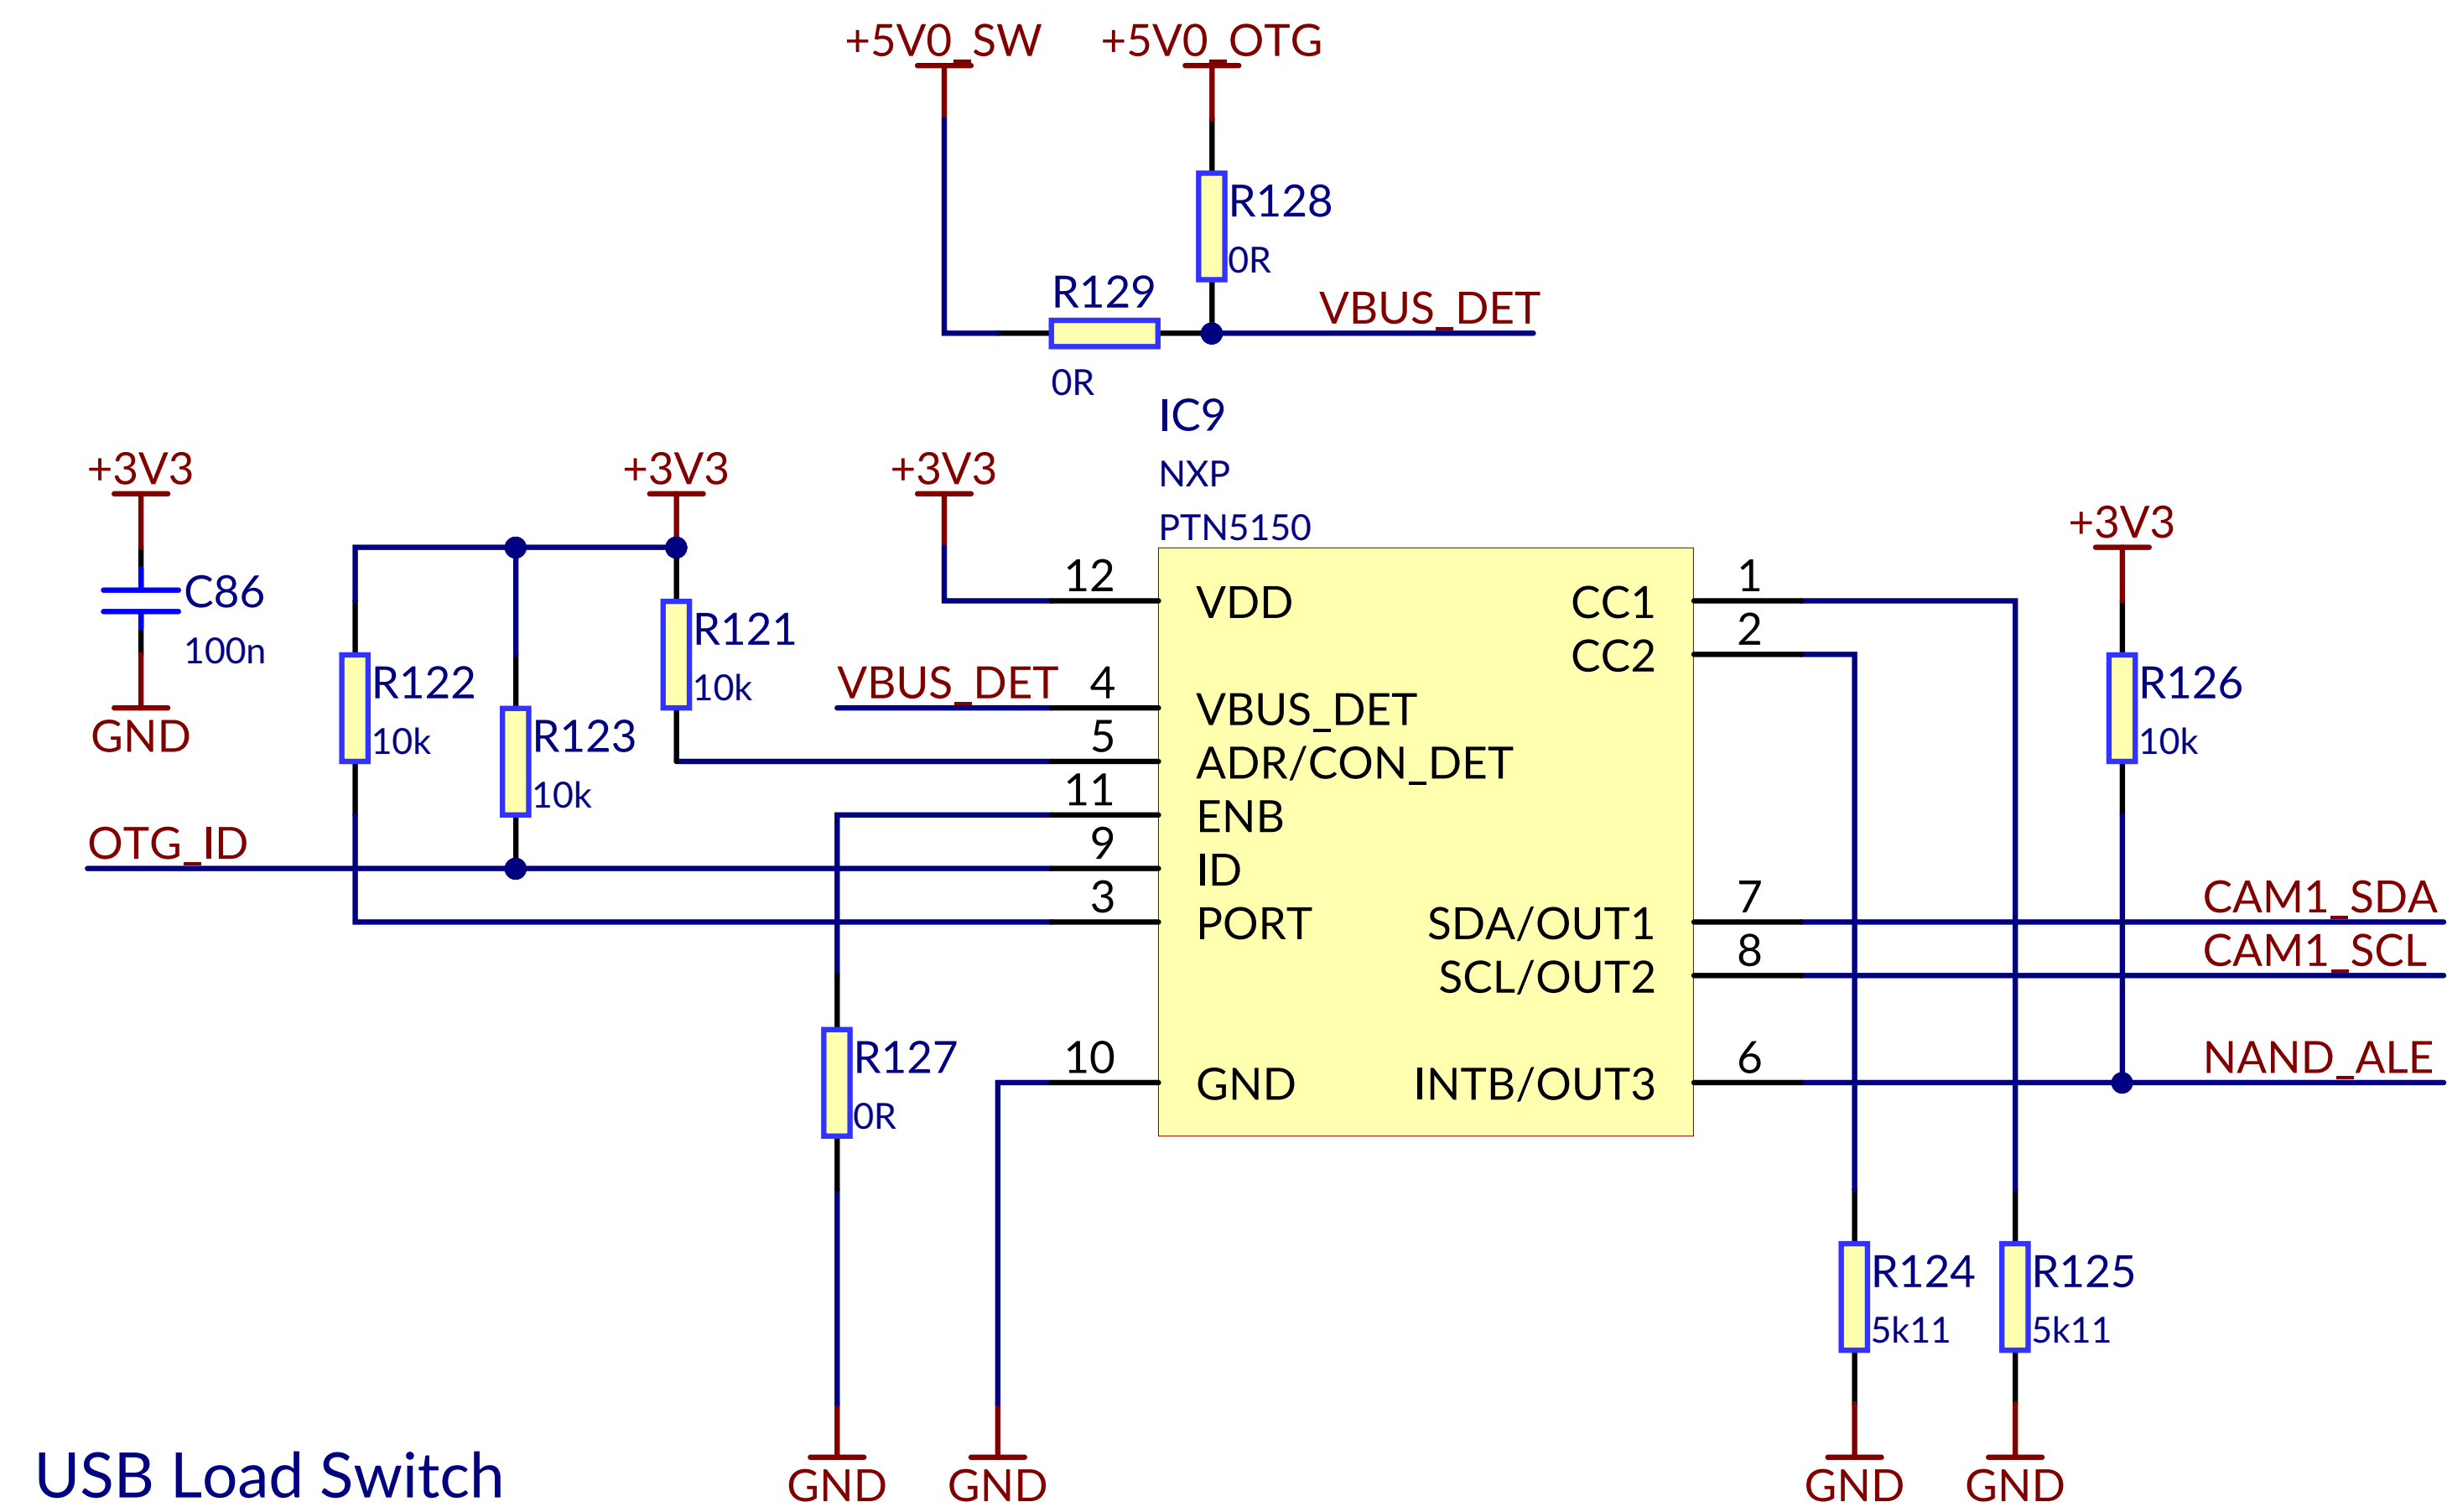 +5V0_SW
+5V0_OTG
R128
0R
R129
0R
VBUS_DET
IC9
NXP
PTN5150
+3V3
+3V3
+3V3
+3V3
C86
100n
GND
R122
10k
R123
10k
R121
10k
VBUS_DET
OTG_ID
12
4
5
11
9
3
10
VDD
VBUS_DET
ADR/CON_DET
ENB
ID
PORT
GND
CC1
CC2
SDA/OUT1
SCL/OUT2
INTB/OUT3
1
2
7
8
6
R126
10k
CAM1_SDA
CAM1_SCL
NAND_ALE
R127
0R
R124
5k11
R125
5k11
GND
GND
GND
GND
USB Load Switch